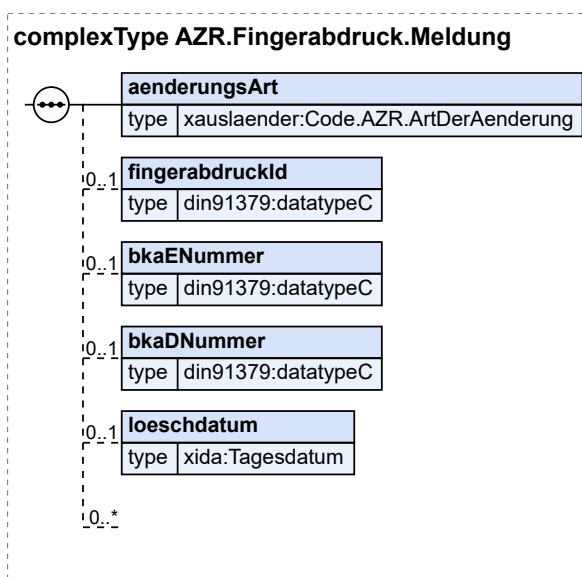 complexType AZR.Fingerabdruck.Meldung
aenderungsArt
type xauslaender:Code.AZR.ArtDerAenderung
0..1 fingerabdruckId
type din91379:datatypeC
0..1 bkaENummer
type din91379:datatypeC
0..1 bkaDNummer
type din91379:datatypeC
0..1 loeschdatum
type xida:Tagesdatum
0..*